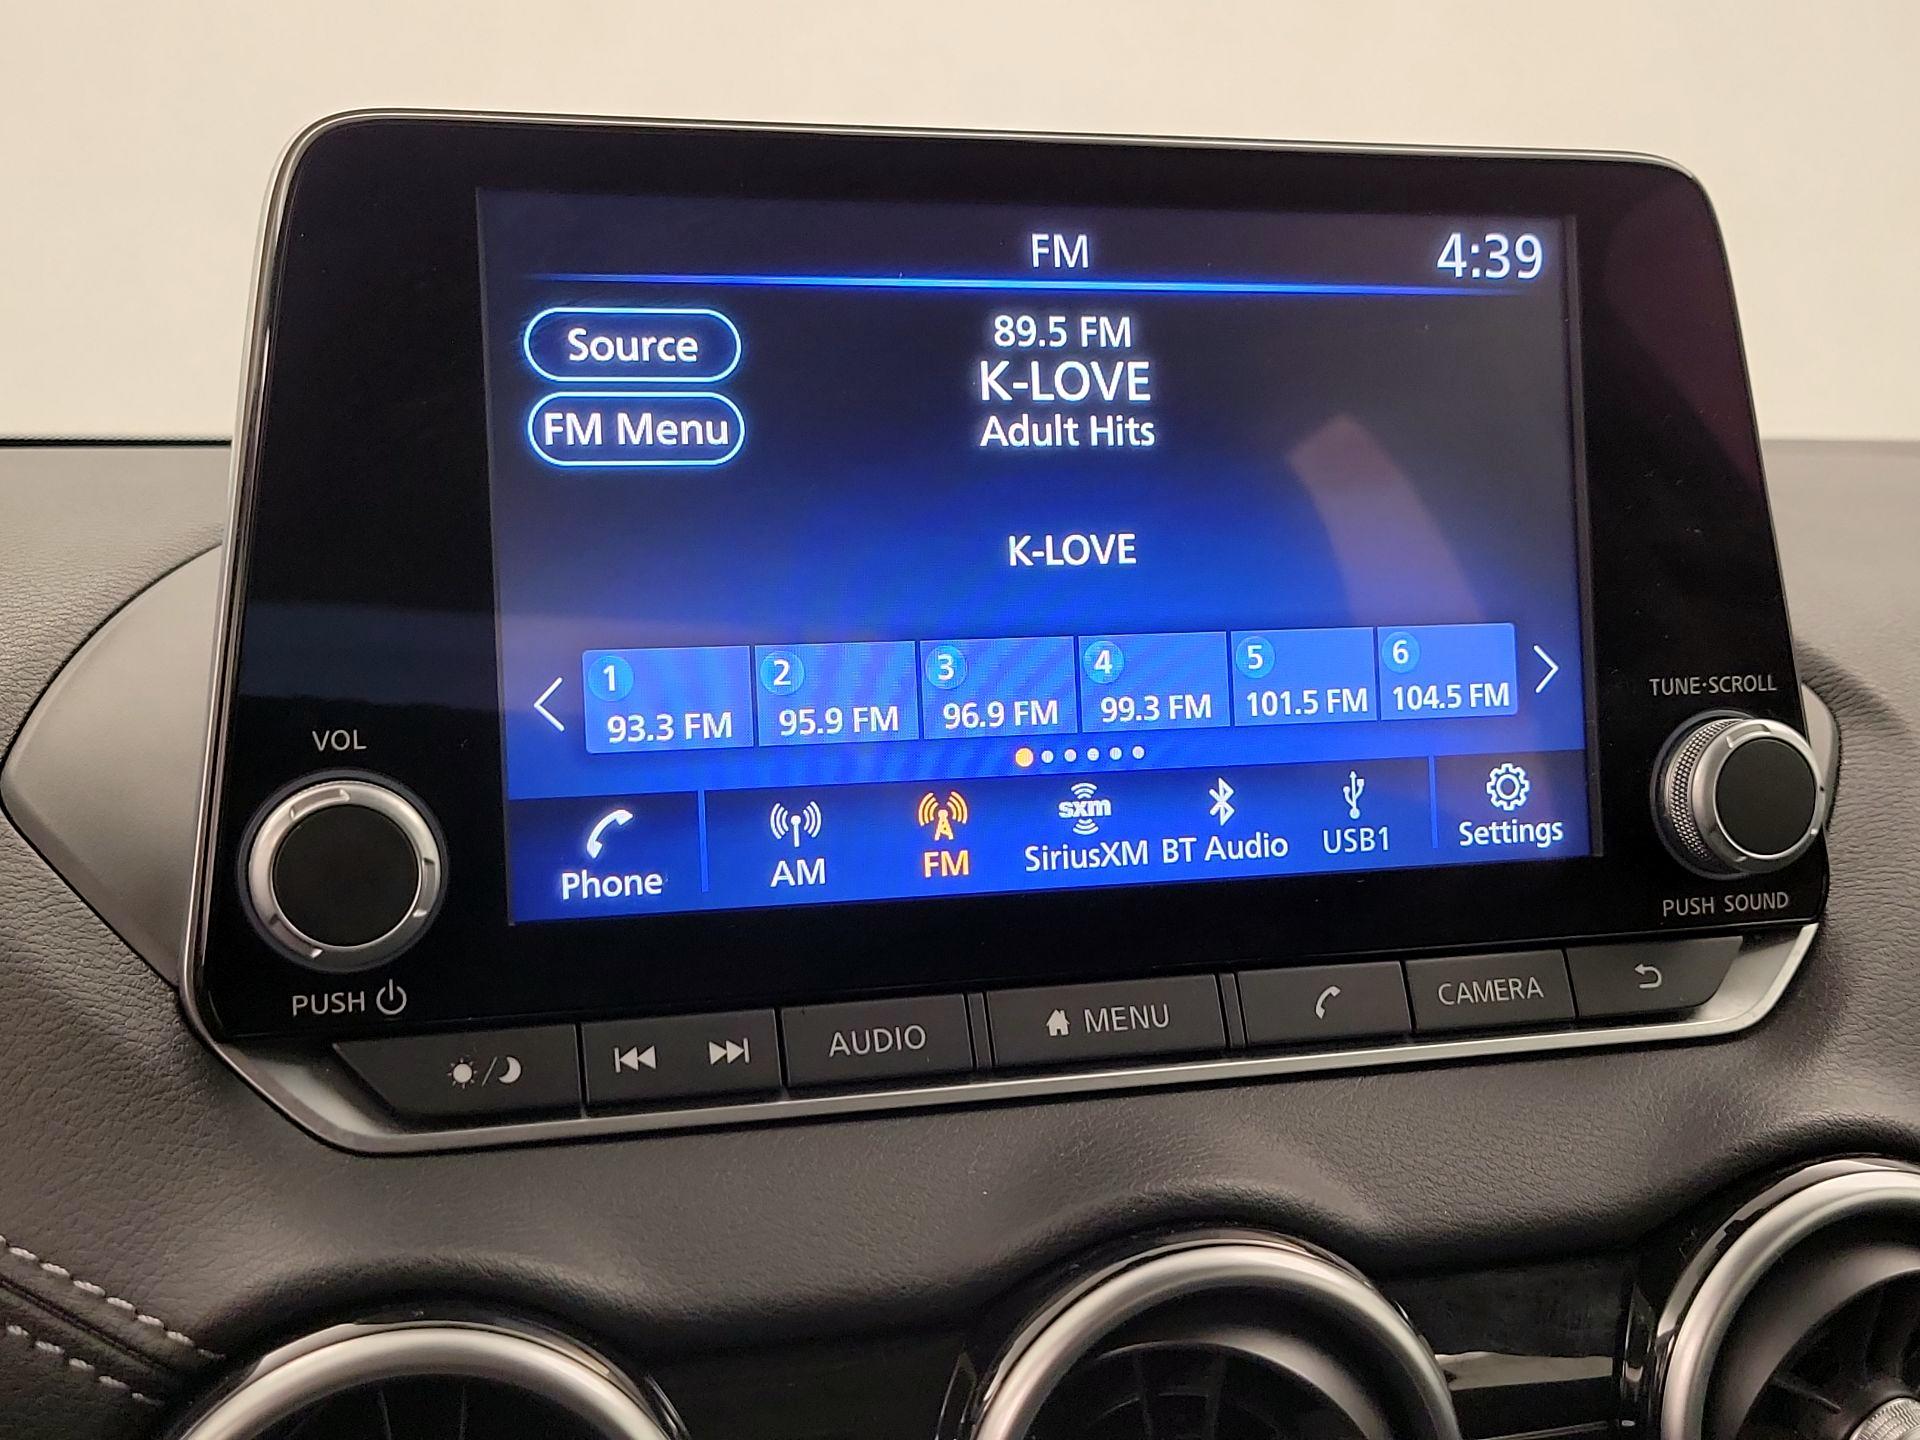 FM
4:39
Source
89.5 FM
K-LOVE
FM Menu
Adult Hits
K-LOVE
1 2 3 4 5 6
93.3 FM 95.9 FM 96.9 FM 99.3 FM 101.5 FM 104.5 FM
Phone
AM
FM
sxm
SiriusXM
BT Audio
USB1
Settings
VOL
PUSH
TUNE·SCROLL
PUSH SOUND
AUDIO
MENU
CAMERA